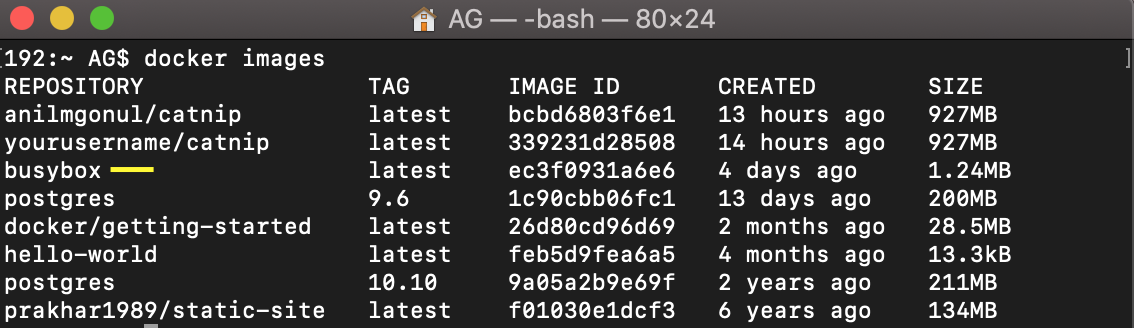 AG — -bash — 80×24
[192:~ AG$ docker images ]
REPOSITORY TAG IMAGE ID CREATED SIZE
anilmgonul/catnip latest bcbd6803f6e1 13 hours ago 927MB
yourusername/catnip latest 339231d28508 14 hours ago 927MB
busybox latest ec3f0931a6e6 4 days ago 1.24MB
postgres 9.6 1c90cbb06fc1 13 days ago 200MB
docker/getting-started latest 26d80cd96d69 2 months ago 28.5MB
hello-world latest feb5d9fea6a5 4 months ago 13.3kB
postgres 10.10 9a05a2b9e69f 2 years ago 211MB
prakhar1989/static-site latest f01030e1dcf3 6 years ago 134MB